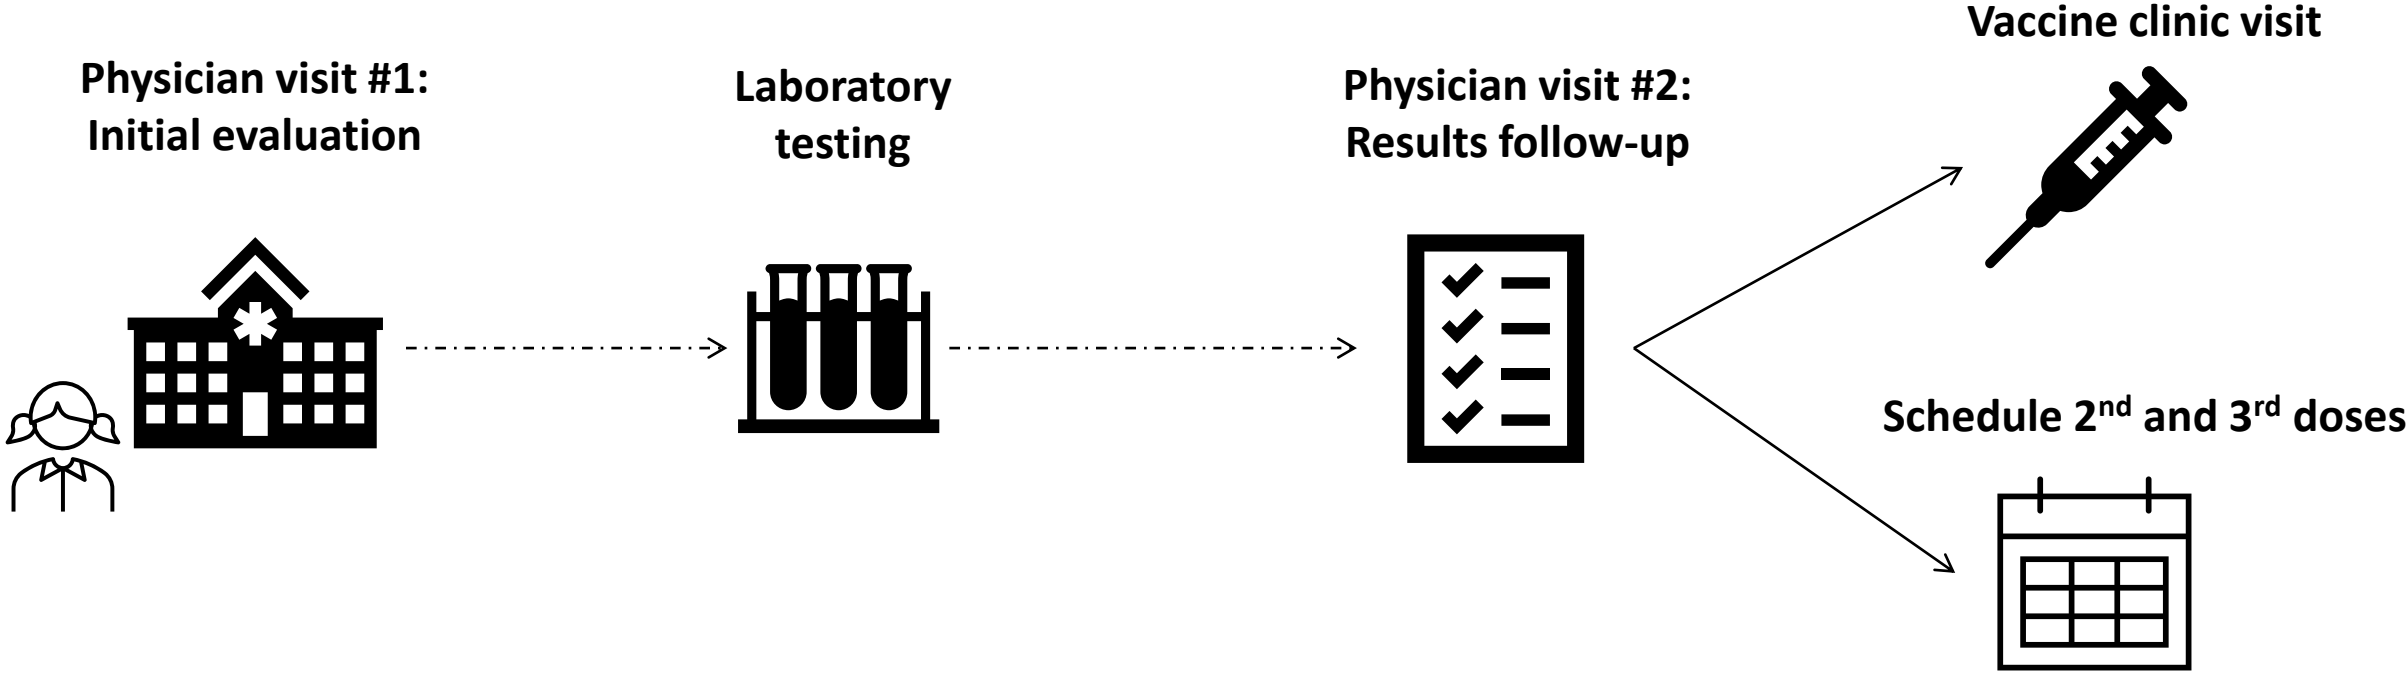 Physician visit #1:
Initial evaluation
Laboratory
testing
Physician visit #2:
Results follow-up
Vaccine clinic visit
Schedule 2nd and 3rd doses